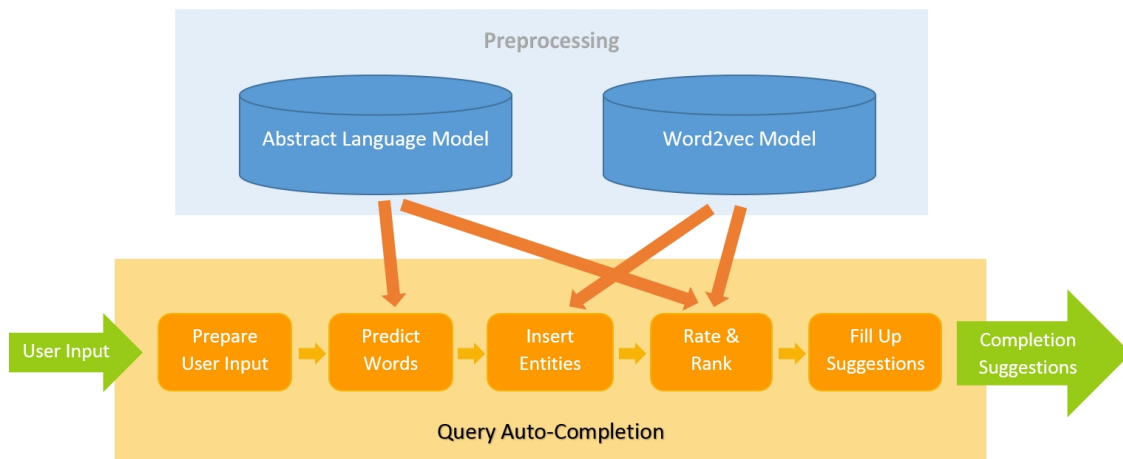 Preprocessing
Abstract Language Model
Word2vec Model
User Input
Prepare
User Input
Predict
Words
Insert
Entities
Rate &
Rank
Fill Up
Suggestions
Completion
Suggestions
Query Auto-Completion